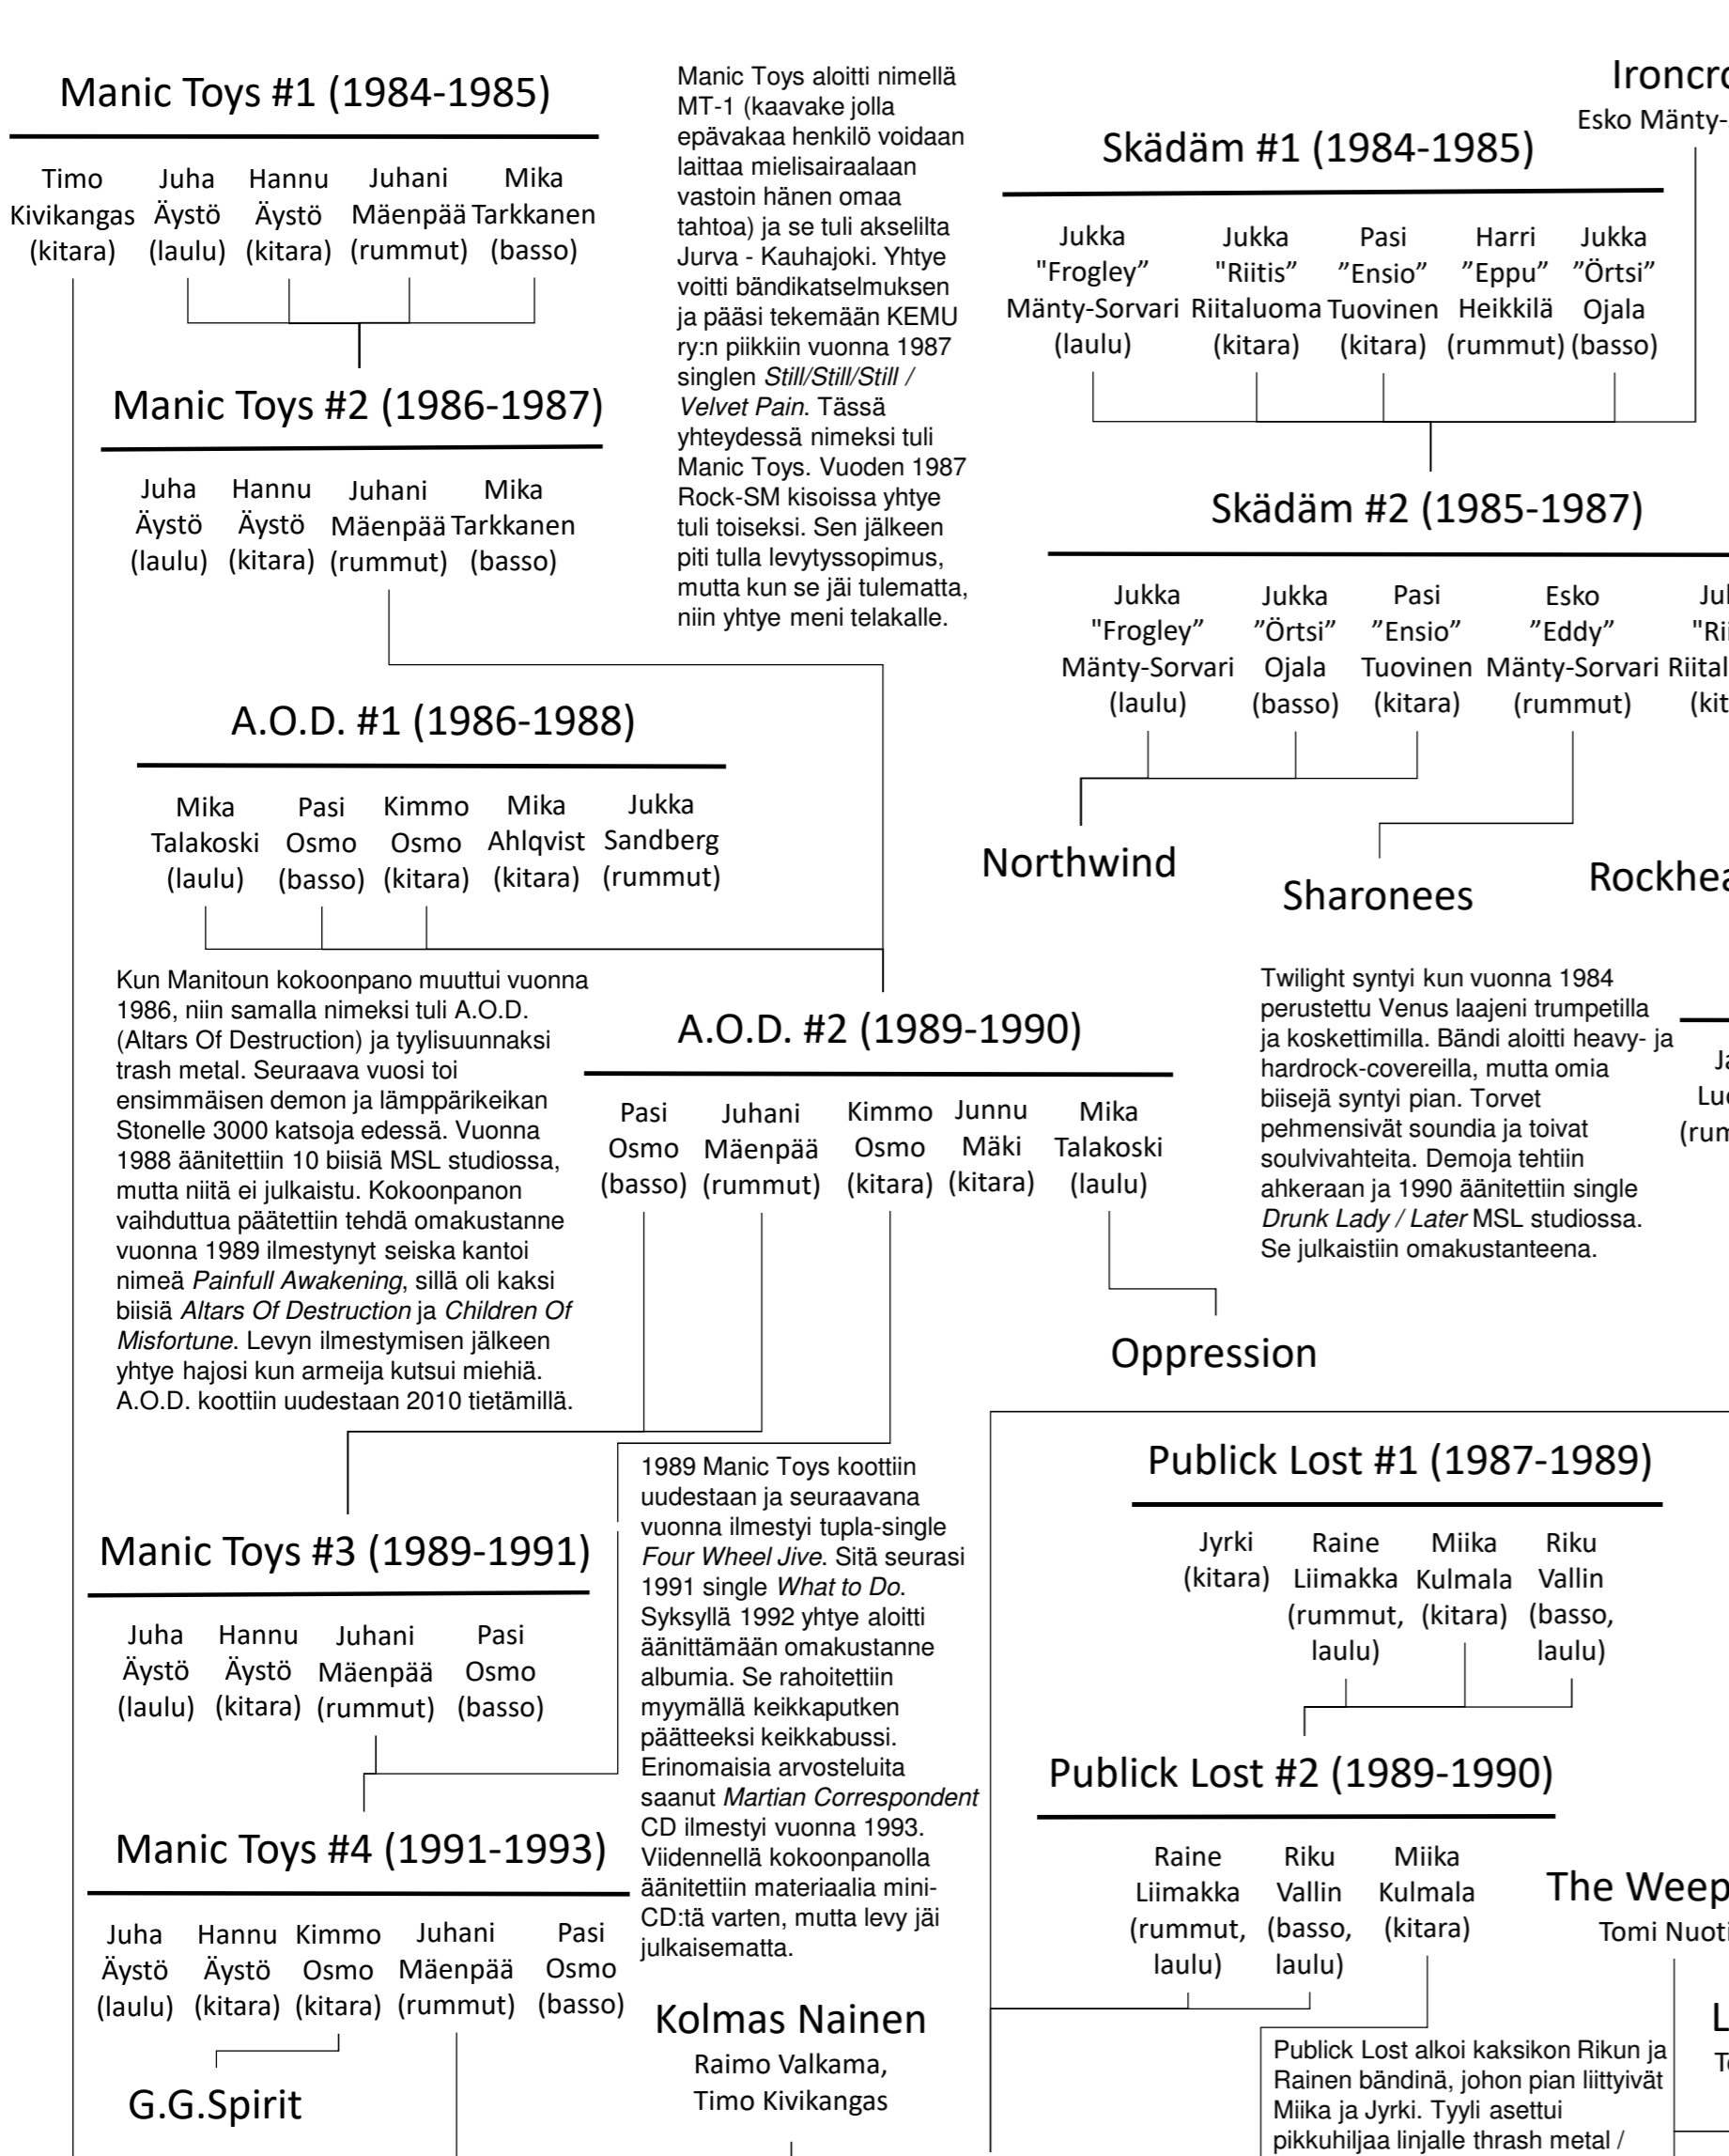 Manic Toys #1 (1984-1985)
Timo Juha Hannu Juhani Mika
Kivikangas Äystö Äystö Mäenpää Tarkkanen
(kitara) (laulu) (kitara) (rummut) (basso)
Manic Toys #2 (1986-1987)
Juha Hannu Juhani Mika
Äystö Äystö Mäenpää Tarkkanen
(laulu) (kitara) (rummut) (basso)
Manic Toys aloitti nimellä
MT-1 (kaavake jolla
epävakaa henkilö voidaan
laittaa mielisairaalaan
vastoin hänen omaa
tahtoa) ja se tuli akselilta
Jurva - Kauhajoki. Yhtye
voitti bändikatselmuksen
ja pääsi tekemään KEMU
ry:n piikkiin vuonna 1987
singlen Still/Still/Still /
Velvet Pain. Tässä
yhteydessä nimeksi tuli
Manic Toys. Vuoden 1987
Rock-SM kisoissa yhtye
tuli toiseksi. Sen jälkeen
piti tulla levytyssopimus,
mutta kun se jäi tulematta,
niin yhtye meni telakalle.
Esko Mänty-
Skädäm #1 (1984-1985)
Jukka Jukka Pasi Harri Jukka
"Frogley” "Riitis” ”Ensio” ”Eppu” ”Örtsi”
Mänty-Sorvari Riitaluoma Tuovinen Heikkilä Ojala
(laulu) (kitara) (kitara) (rummut) (basso)
Skädäm #2 (1985-1987)
Jukka Jukka Pasi Esko
"Frogley” ”Örtsi” ”Ensio” ”Eddy”
Mänty-Sorvari Ojala Tuovinen Mänty-Sorvari
(laulu) (basso) (kitara) (rummut)
Northwind
Sharonees
A.O.D. #1 (1986-1988)
Mika Pasi Kimmo Mika Jukka
Talakoski Osmo Osmo Ahlqvist Sandberg
(laulu) (basso) (kitara) (kitara) (rummut)
Kun Manitoun kokoonpano muuttui vuonna
1986, niin samalla nimeksi tuli A.O.D.
(Altars Of Destruction) ja tyylisuunnaksi
trash metal. Seuraava vuosi toi
ensimmäisen demon ja lämppärikeikan
Stonelle 3000 katsoja edessä. Vuonna
1988 äänitettiin 10 biisiä MSL studiossa,
mutta niitä ei julkaistu. Kokoonpanon
vaihduttua päätettiin tehdä omakustanne
vuonna 1989 ilmestynyt seiska kantoi
nimeä Painfull Awakening, sillä oli kaksi
biisiä Altars Of Destruction ja Children Of
Misfortune. Levyn ilmestymisen jälkeen
yhtye hajosi kun armeija kutsui miehiä.
A.O.D. koottiin uudestaan 2010 tietämillä.
A.O.D. #2 (1989-1990)
Pasi Juhani Kimmo Junnu Mika
Osmo Mäenpää Osmo Mäki Talakoski
(basso) (rummut) (kitara) (kitara) (laulu)
Oppression
Twilight syntyi kun vuonna 1984
perustettu Venus laajeni trumpetilla
ja koskettimilla. Bändi aloitti heavy- ja
hardrock-covereilla, mutta omia
biisejä syntyi pian. Torvet
pehmensivät soundia ja toivat
soulvivahteita. Demoja tehtiin
ahkeraan ja 1990 äänitettiin single
Drunk Lady / Later MSL studiossa.
Se julkaistiin omakustanteena.
Manic Toys #3 (1989-1991)
Juha Hannu Juhani Pasi
Äystö Äystö Mäenpää Osmo
(laulu) (kitara) (rummut) (basso)
Manic Toys #4 (1991-1993)
Juha Hannu Kimmo Juhani Pasi
Äystö Äystö Osmo Mäenpää Osmo
(laulu) (kitara) (kitara) (rummut) (basso)
G.G.Spirit
1989 Manic Toys koottiin
uudestaan ja seuraavana
vuonna ilmestyi tupla-single
Four Wheel Jive. Sitä seurasi
1991 single What to Do.
Syksyllä 1992 yhtye aloitti
äänittämään omakustanne
albumia. Se rahoitettiin
myymällä keikkaputken
päätteeksi keikkabussi.
Erinomaisia arvosteluita
saanut Martian Correspondent
CD ilmestyi vuonna 1993.
Viidennellä kokoonpanolla
äänitettiin materiaalia mini-
CD:tä varten, mutta levy jäi
julkaisematta.
Kolmas Nainen
Raimo Valkama,
Timo Kivikangas
Publick Lost #1 (1987-1989)
Jyrki Raine Miika Riku
(kitara) Liimakka Kulmala Vallin
(rummut, (kitara) (basso,
laulu) laulu)
Publick Lost #2 (1989-1990)
Raine Riku Miika
Liimakka Vallin Kulmala
(rummut, (basso, (kitara)
laulu) laulu)
The
Tomi
Publick Lost alkoi kaksikon Rikun ja
Rainen bändinä, johon pian liittyivät
Miika ja Jyrki. Tyyli asettui
pikkuhiljaa linjalle thrash metal /